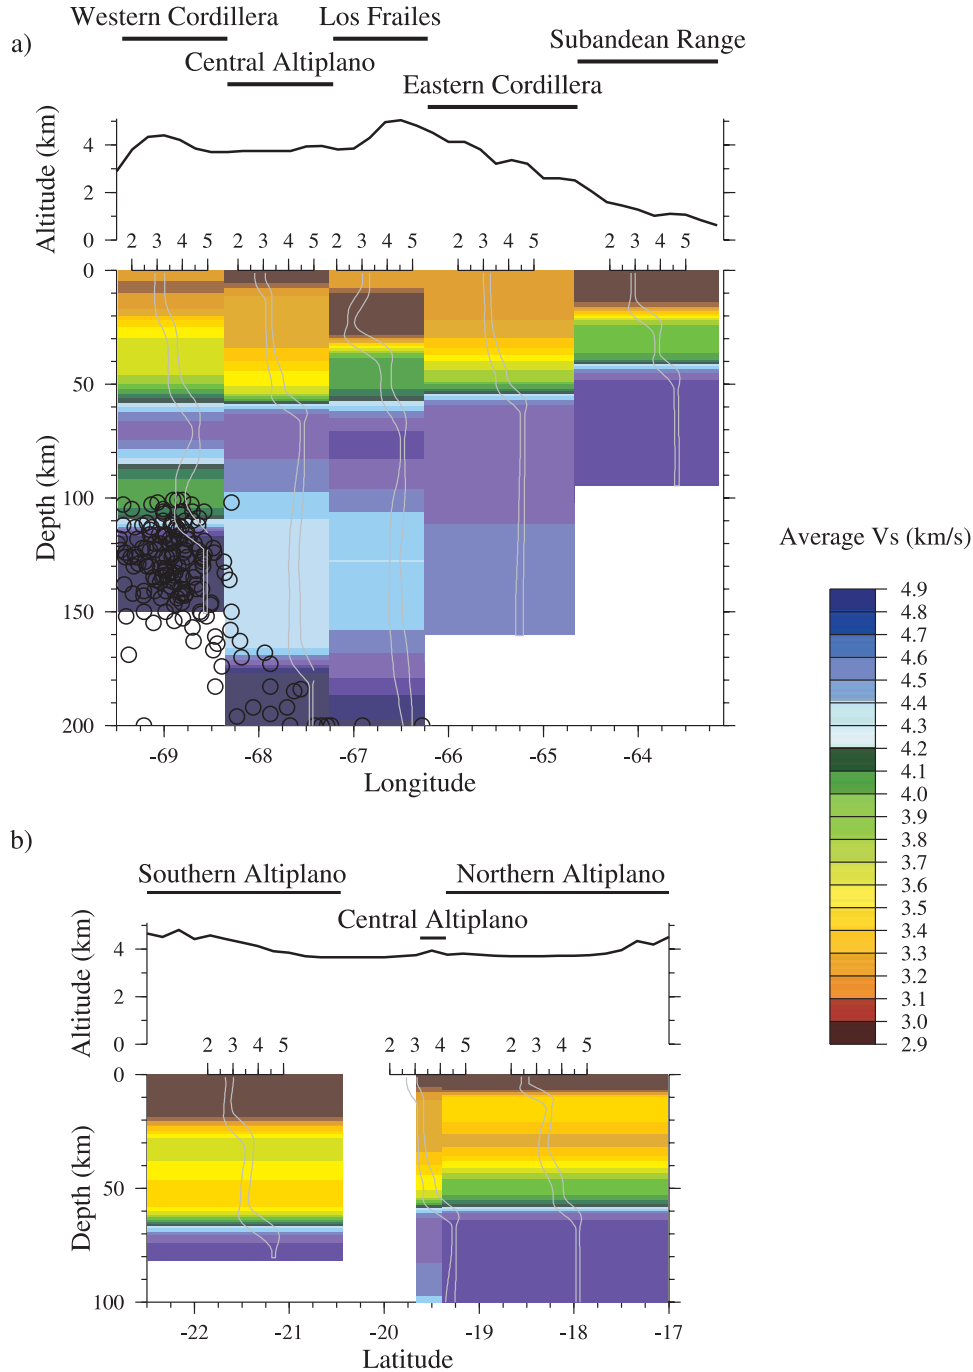 Western Cordillera
Los Frailes
a)
Subandean Range
Central Altiplano
Eastern Cordillera
Altitude (km)
4
2
0
2 3 4 5
2 3 4 5
2 3 4 5
2 3 4 5
2 3 4 5
Depth (km)
0
50
100
150
200
-69
-68
-67
-66
-65
-64
Longitude
Average Vs (km/s)
4.9
4.8
4.7
4.6
4.5
4.4
4.3
4.2
4.1
4.0
3.9
3.8
3.7
3.6
3.5
3.4
3.3
3.2
3.1
3.0
2.9
b)
Southern Altiplano
Northern Altiplano
Central Altiplano
Altitude (km)
4
2
0
2 3 4 5
2 3 4 5
2 3 4 5
Depth (km)
0
50
100
-22
-21
-20
-19
-18
-17
Latitude